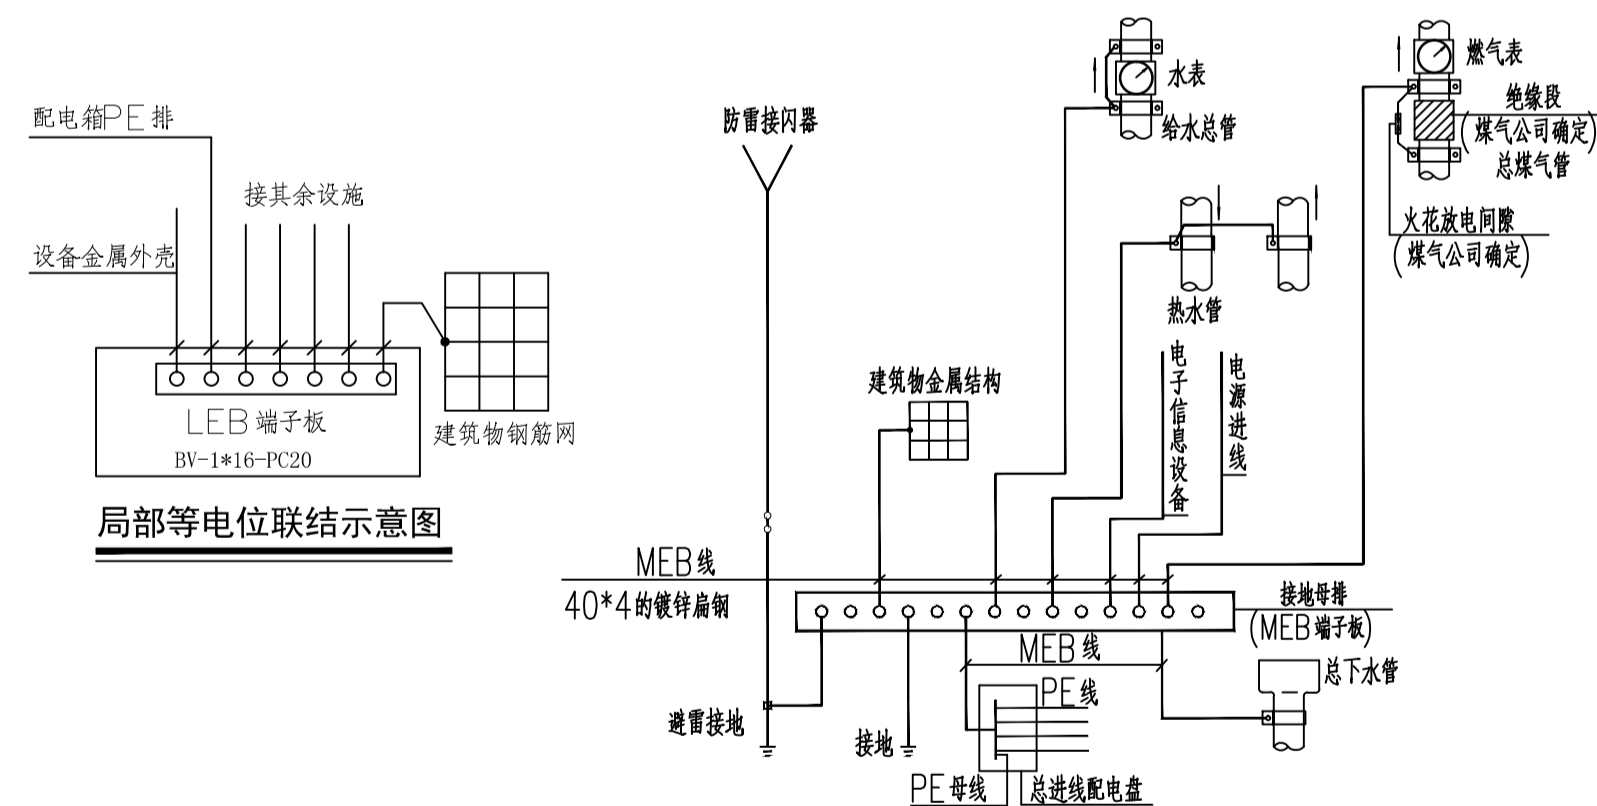 配电箱PE排
接其余设施
设备金属外壳
LEB端子板
BV-1*16-PC20
建筑物钢筋网
局部等电位联结示意图
防雷接闪器
水表
给水总管
燃气表
绝缘段
(煤气公司确定)
总煤气管
火花放电间隙
(煤气公司确定)
热水管
建筑物金属结构
电子信息设备
电源进线
MEB线
40*4的镀锌扁钢
接地母排
(MEB端子板)
MEB线
总下水管
PE线
避雷接地
接地
PE母线
总进线配电盘